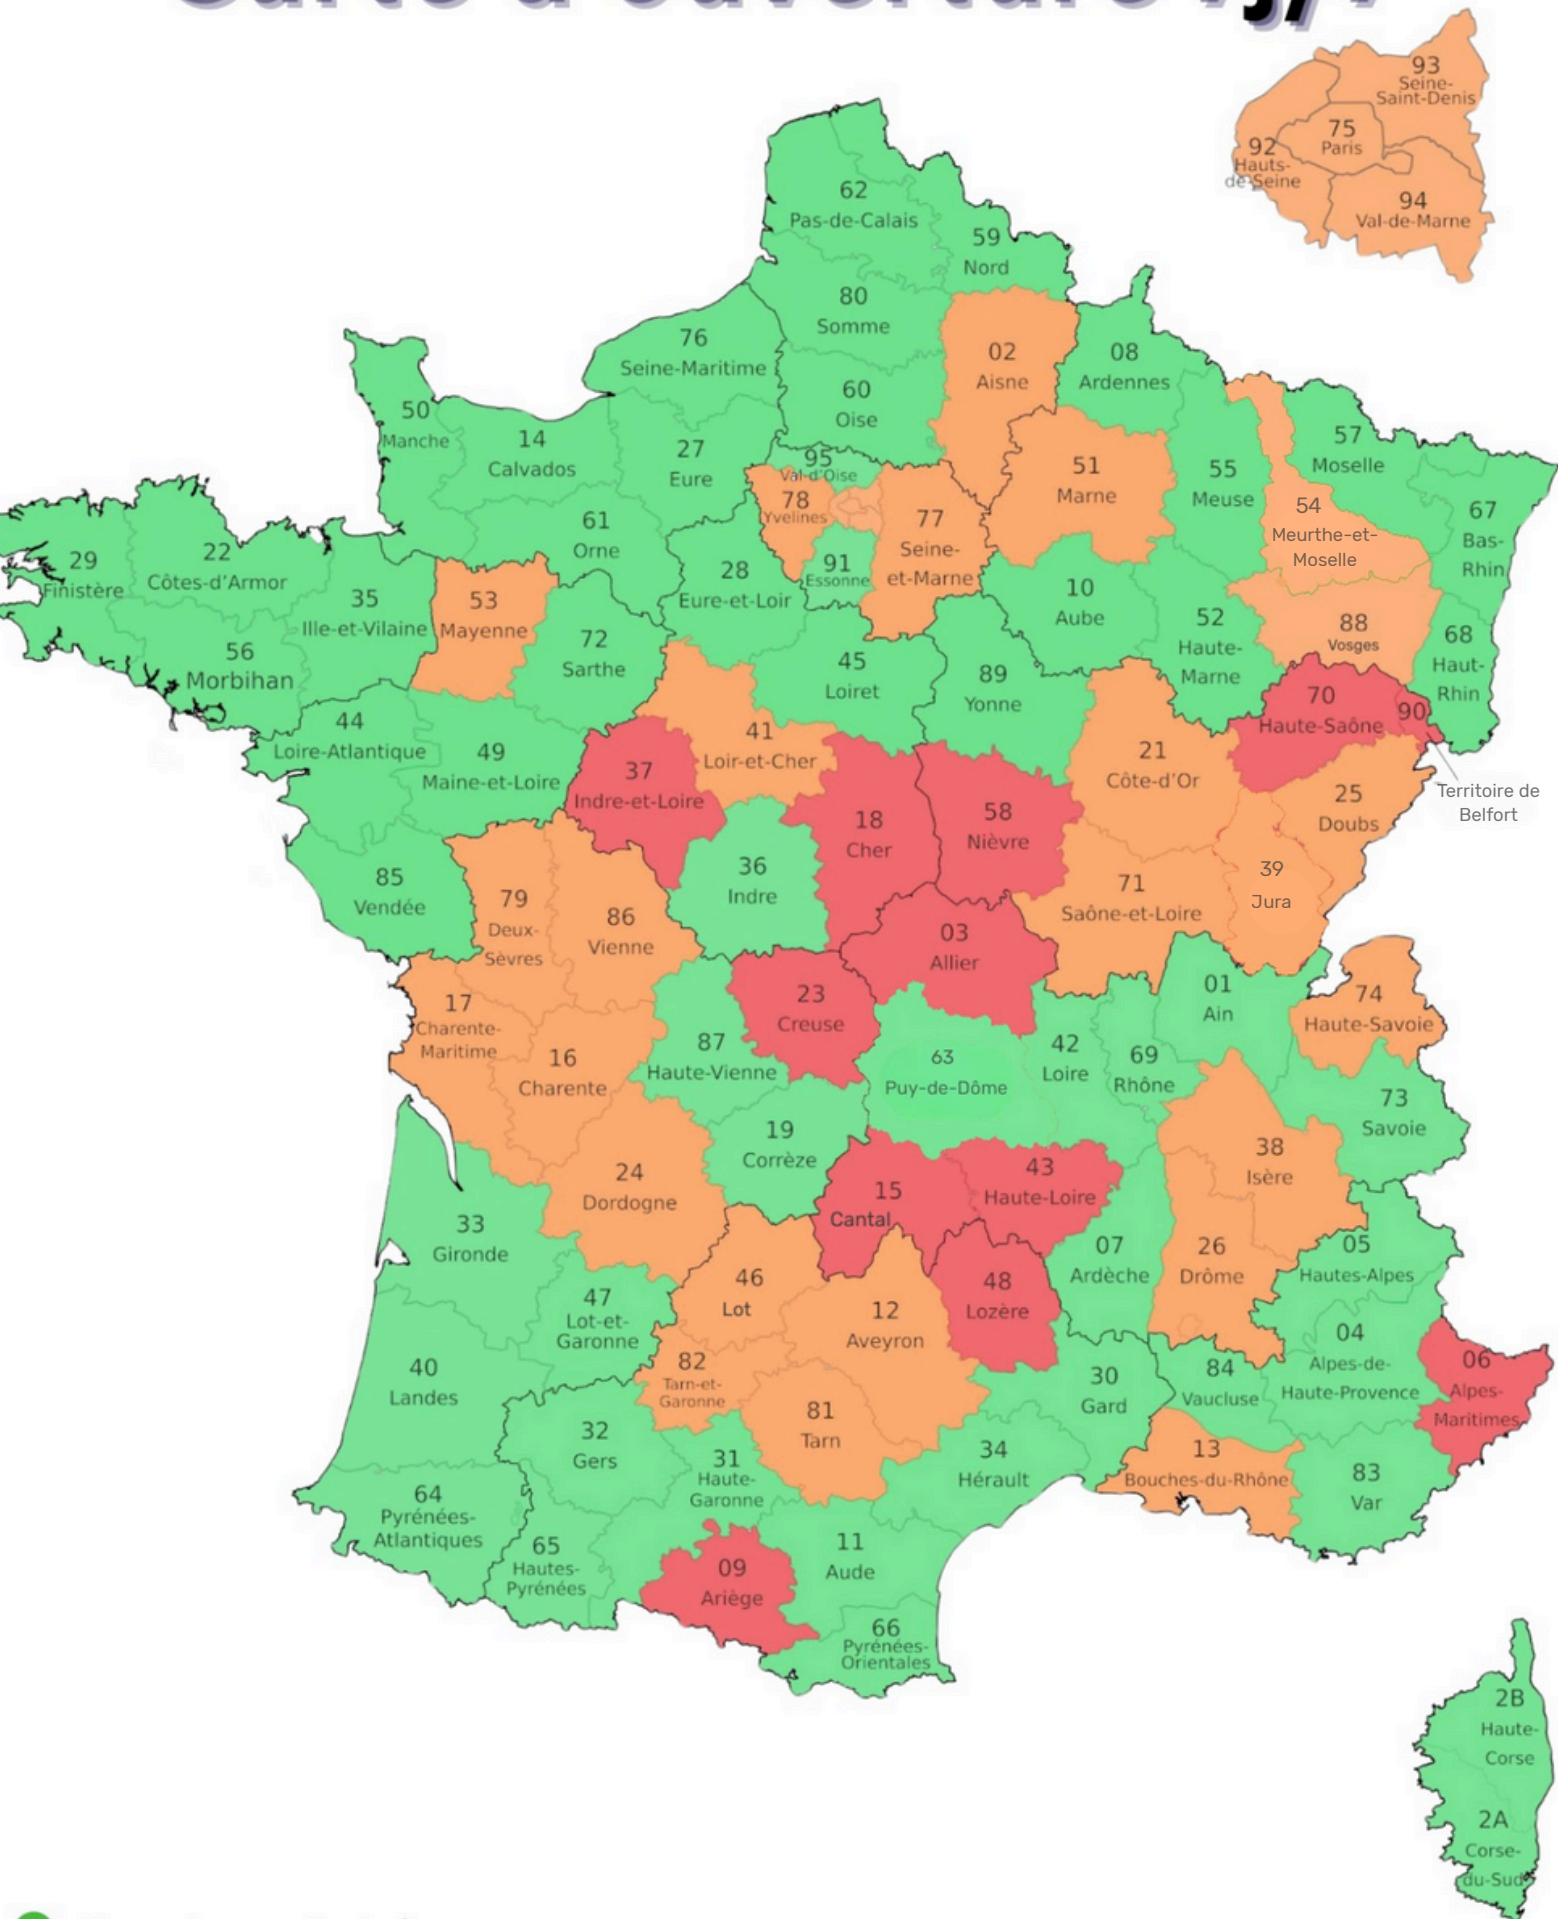 93
Seine-
Saint-Denis
75
Paris
92
Hauts-
de-Seine
94
Val-de-Marne
62
Pas-de-Calais
59
Nord
80
Somme
76
Seine-Maritime
02
Aisne
08
Ardennes
60
Oise
50
Manche
14
Calvados
27
Eure
95
Val-d'Oise
78
Yvelines
77
Seine-
et-Marne
51
Marne
55
Meuse
57
Moselle
54
Meurthe-et-
Moselle
67
Bas-
Rhin
29
Finistère
22
Côtes-d'Armor
61
Orne
28
Eure-et-Loir
91
Essonne
10
Aube
35
Ille-et-Vilaine
53
Mayenne
72
Sarthe
52
Haute-
Marne
88
Vosges
68
Haut-
Rhin
56
Morbihan
45
Loiret
89
Yonne
70
Haute-Saône
90
Territoire de
Belfort
44
Loire-Atlantique
49
Maine-et-Loire
37
Indre-et-Loire
41
Loir-et-Cher
21
Côte-d'Or
25
Doubs
18
Cher
58
Nièvre
39
Jura
85
Vendée
79
Deux-
Sèvres
86
Vienne
36
Indre
71
Saône-et-Loire
03
Allier
17
Charente-
Maritime
16
Charente
87
Haute-Vienne
23
Creuse
63
Puy-de-Dôme
42
Loire
69
Rhône
01
Ain
74
Haute-Savoie
73
Savoie
19
Corrèze
24
Dordogne
38
Isère
15
Cantal
43
Haute-Loire
33
Gironde
07
Ardèche
26
Drôme
05
Hautes-Alpes
47
Lot-et-
Garonne
46
Lot
12
Aveyron
48
Lozère
04
Alpes-de-
Haute-Provence
06
Alpes-
Maritimes
40
Landes
82
Tarn-et-
Garonne
81
Tarn
30
Gard
84
Vaucluse
32
Gers
31
Haute-
Garonne
34
Hérault
13
Bouches-du-Rhône
83
Var
64
Pyrénées-
Atlantiques
65
Hautes-
Pyrénées
09
Ariège
11
Aude
66
Pyrénées-
Orientales
2B
Haute-
Corse
2A
Corse-
du-Sud